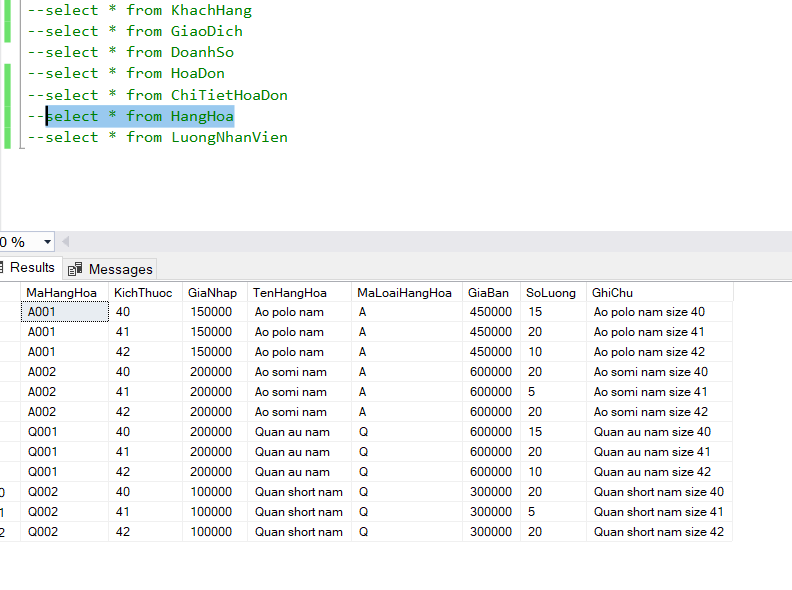 --select * from KhachHang
--select * from GiaoDich
--select * from DoanhSo
--select * from HoaDon
--select * from ChiTietHoaDon
--select * from HangHoa
--select * from LuongNhanVien
0 %
Results Messages
MaHangHoa KichThuoc GiaNhap TenHangHoa MaLoaiHangHoa GiaBan SoLuong GhiChu
A001 40 150000 Ao polo nam A 450000 15 Ao polo nam size 40
A001 41 150000 Ao polo nam A 450000 20 Ao polo nam size 41
A001 42 150000 Ao polo nam A 450000 10 Ao polo nam size 42
A002 40 200000 Ao somi nam A 600000 20 Ao somi nam size 40
A002 41 200000 Ao somi nam A 600000 5 Ao somi nam size 41
A002 42 200000 Ao somi nam A 600000 20 Ao somi nam size 42
Q001 40 200000 Quan au nam Q 600000 15 Quan au nam size 40
Q001 41 200000 Quan au nam Q 600000 20 Quan au nam size 41
Q001 42 200000 Quan au nam Q 600000 10 Quan au nam size 42
0 Q002 40 100000 Quan short nam Q 300000 20 Quan short nam size 40
1 Q002 41 100000 Quan short nam Q 300000 5 Quan short nam size 41
2 Q002 42 100000 Quan short nam Q 300000 20 Quan short nam size 42